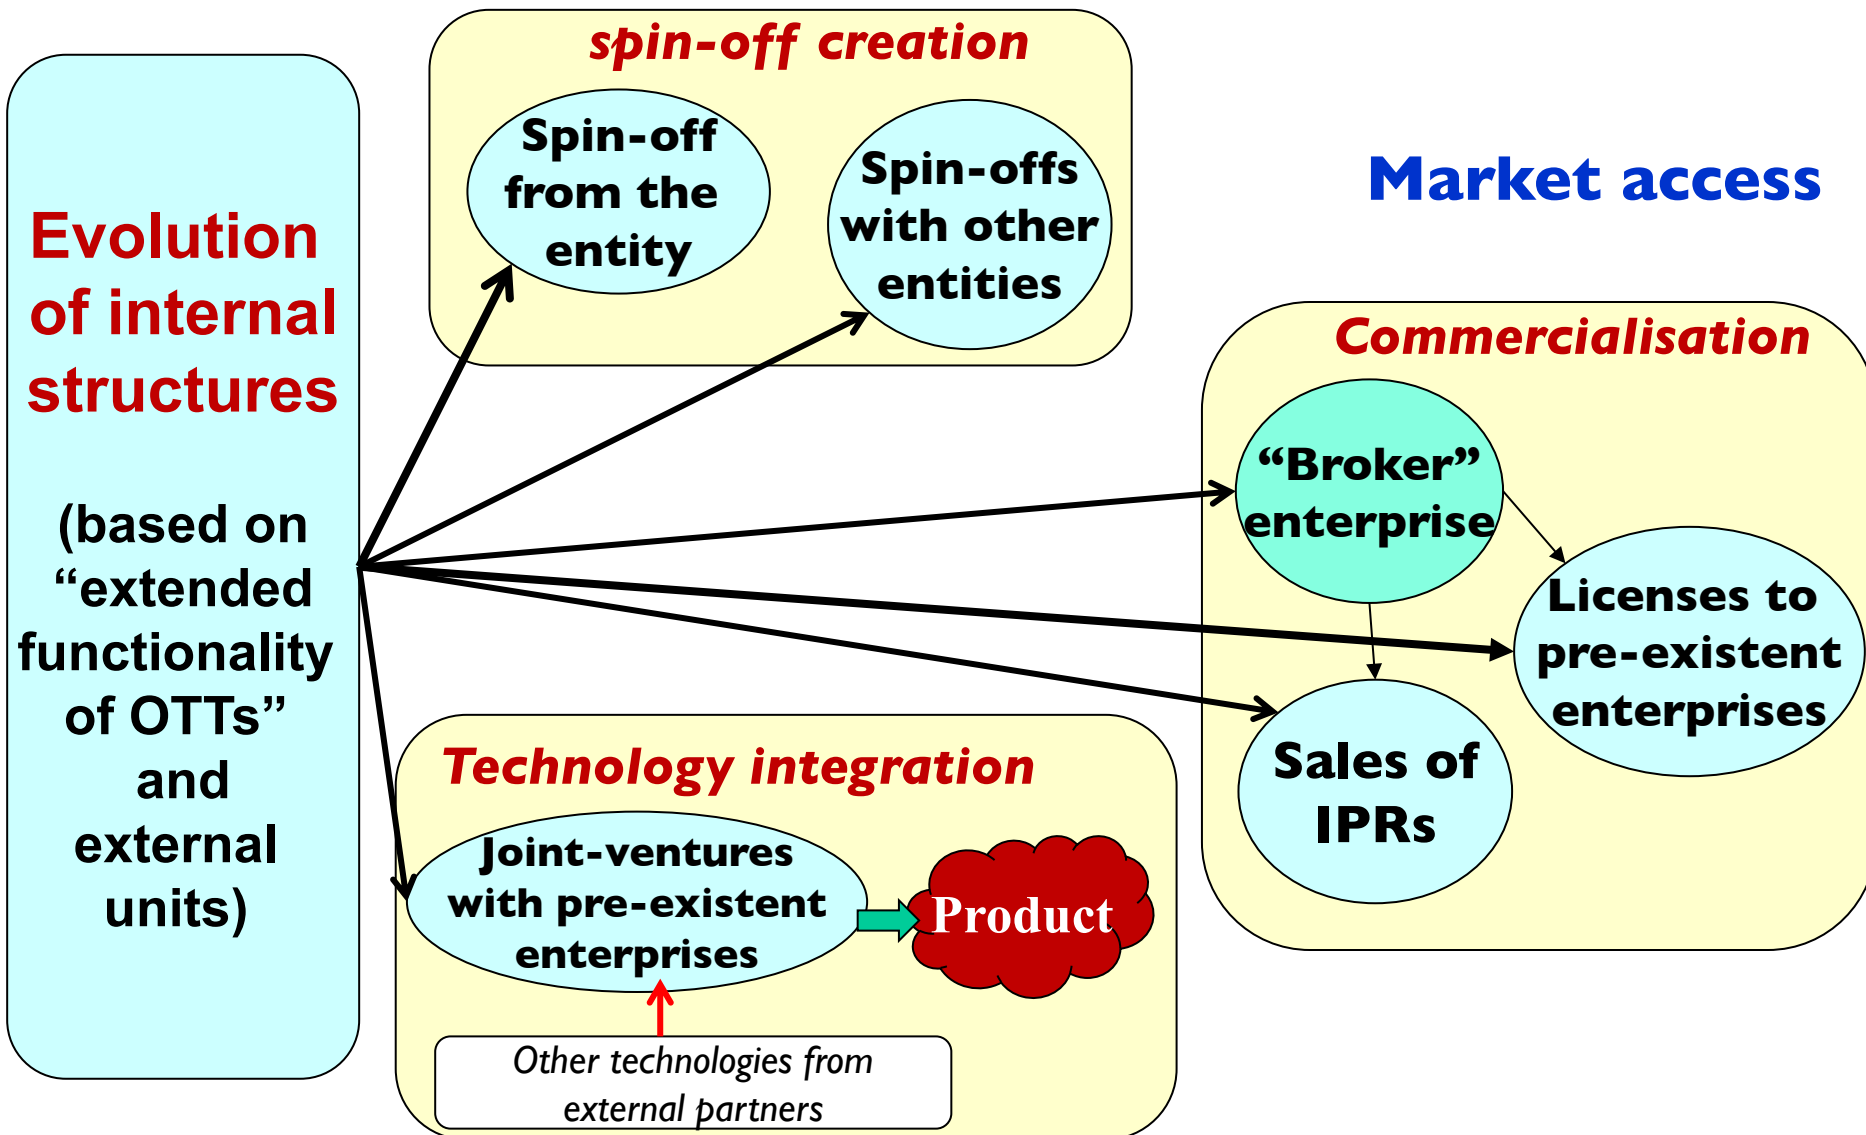 Evolution
of internal
structures
(based on
“extended
functionality
of OTTs”
and
external
units)
spin-off creation
Spin-off
from the
entity
Spin-offs
with other
entities
Market access
Commercialisation
“Broker”
enterprise
Licenses to
pre-existent
enterprises
Sales of
IPRs
Technology integration
Joint-ventures
with pre-existent
enterprises
Product
Other technologies from
external partners